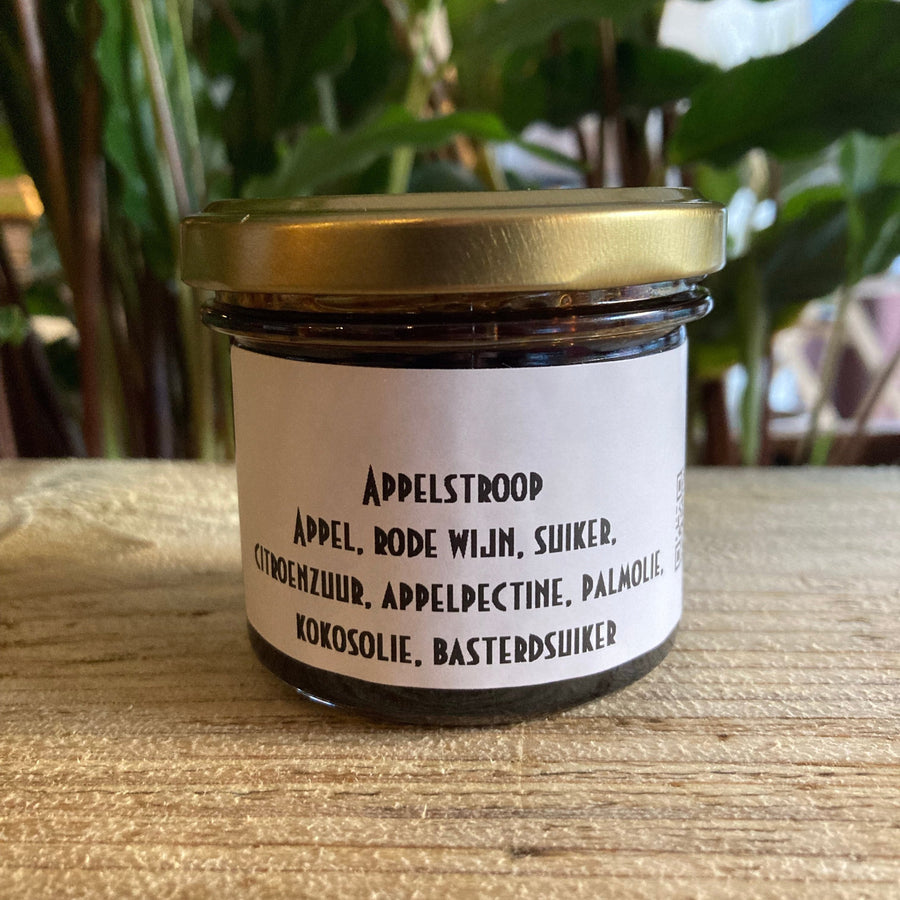 Appelstroop
Appel, rode wijn, suiker,
citroenzuur, appelpectine, palmolie,
kokosolie, basterdsuiker